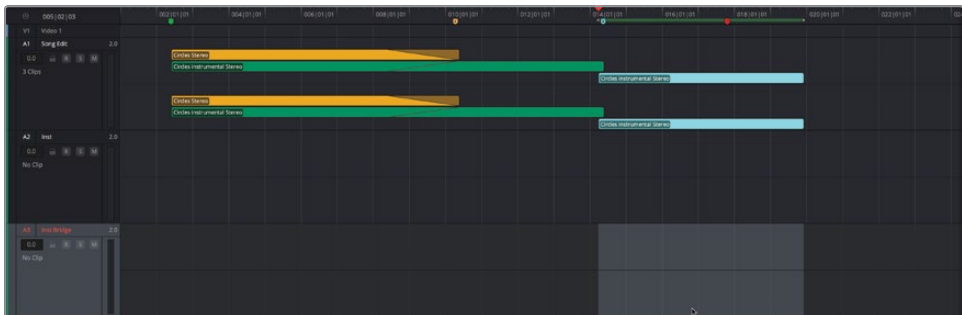 005|02|03 002|01|01 004|01|01 006|01|01 008|01|01 010|01|01 012|01|01 014|01|01 016|01|01 018|01|01 020|01|01 022|01|01
V1 Video 1
A1 Song Edit 2.0
Circles Stereo
0.0 R S M
Circles Instrumental Stereo
3 Clips
Circles Instrumental Stereo
Circles Stereo
Circles Instrumental Stereo
Circles Instrumental Stereo
A2 Inst 2.0
0.0 R S M
No Clip
A3 Inst Bridge 2.0
0.0 R S M
No Clip